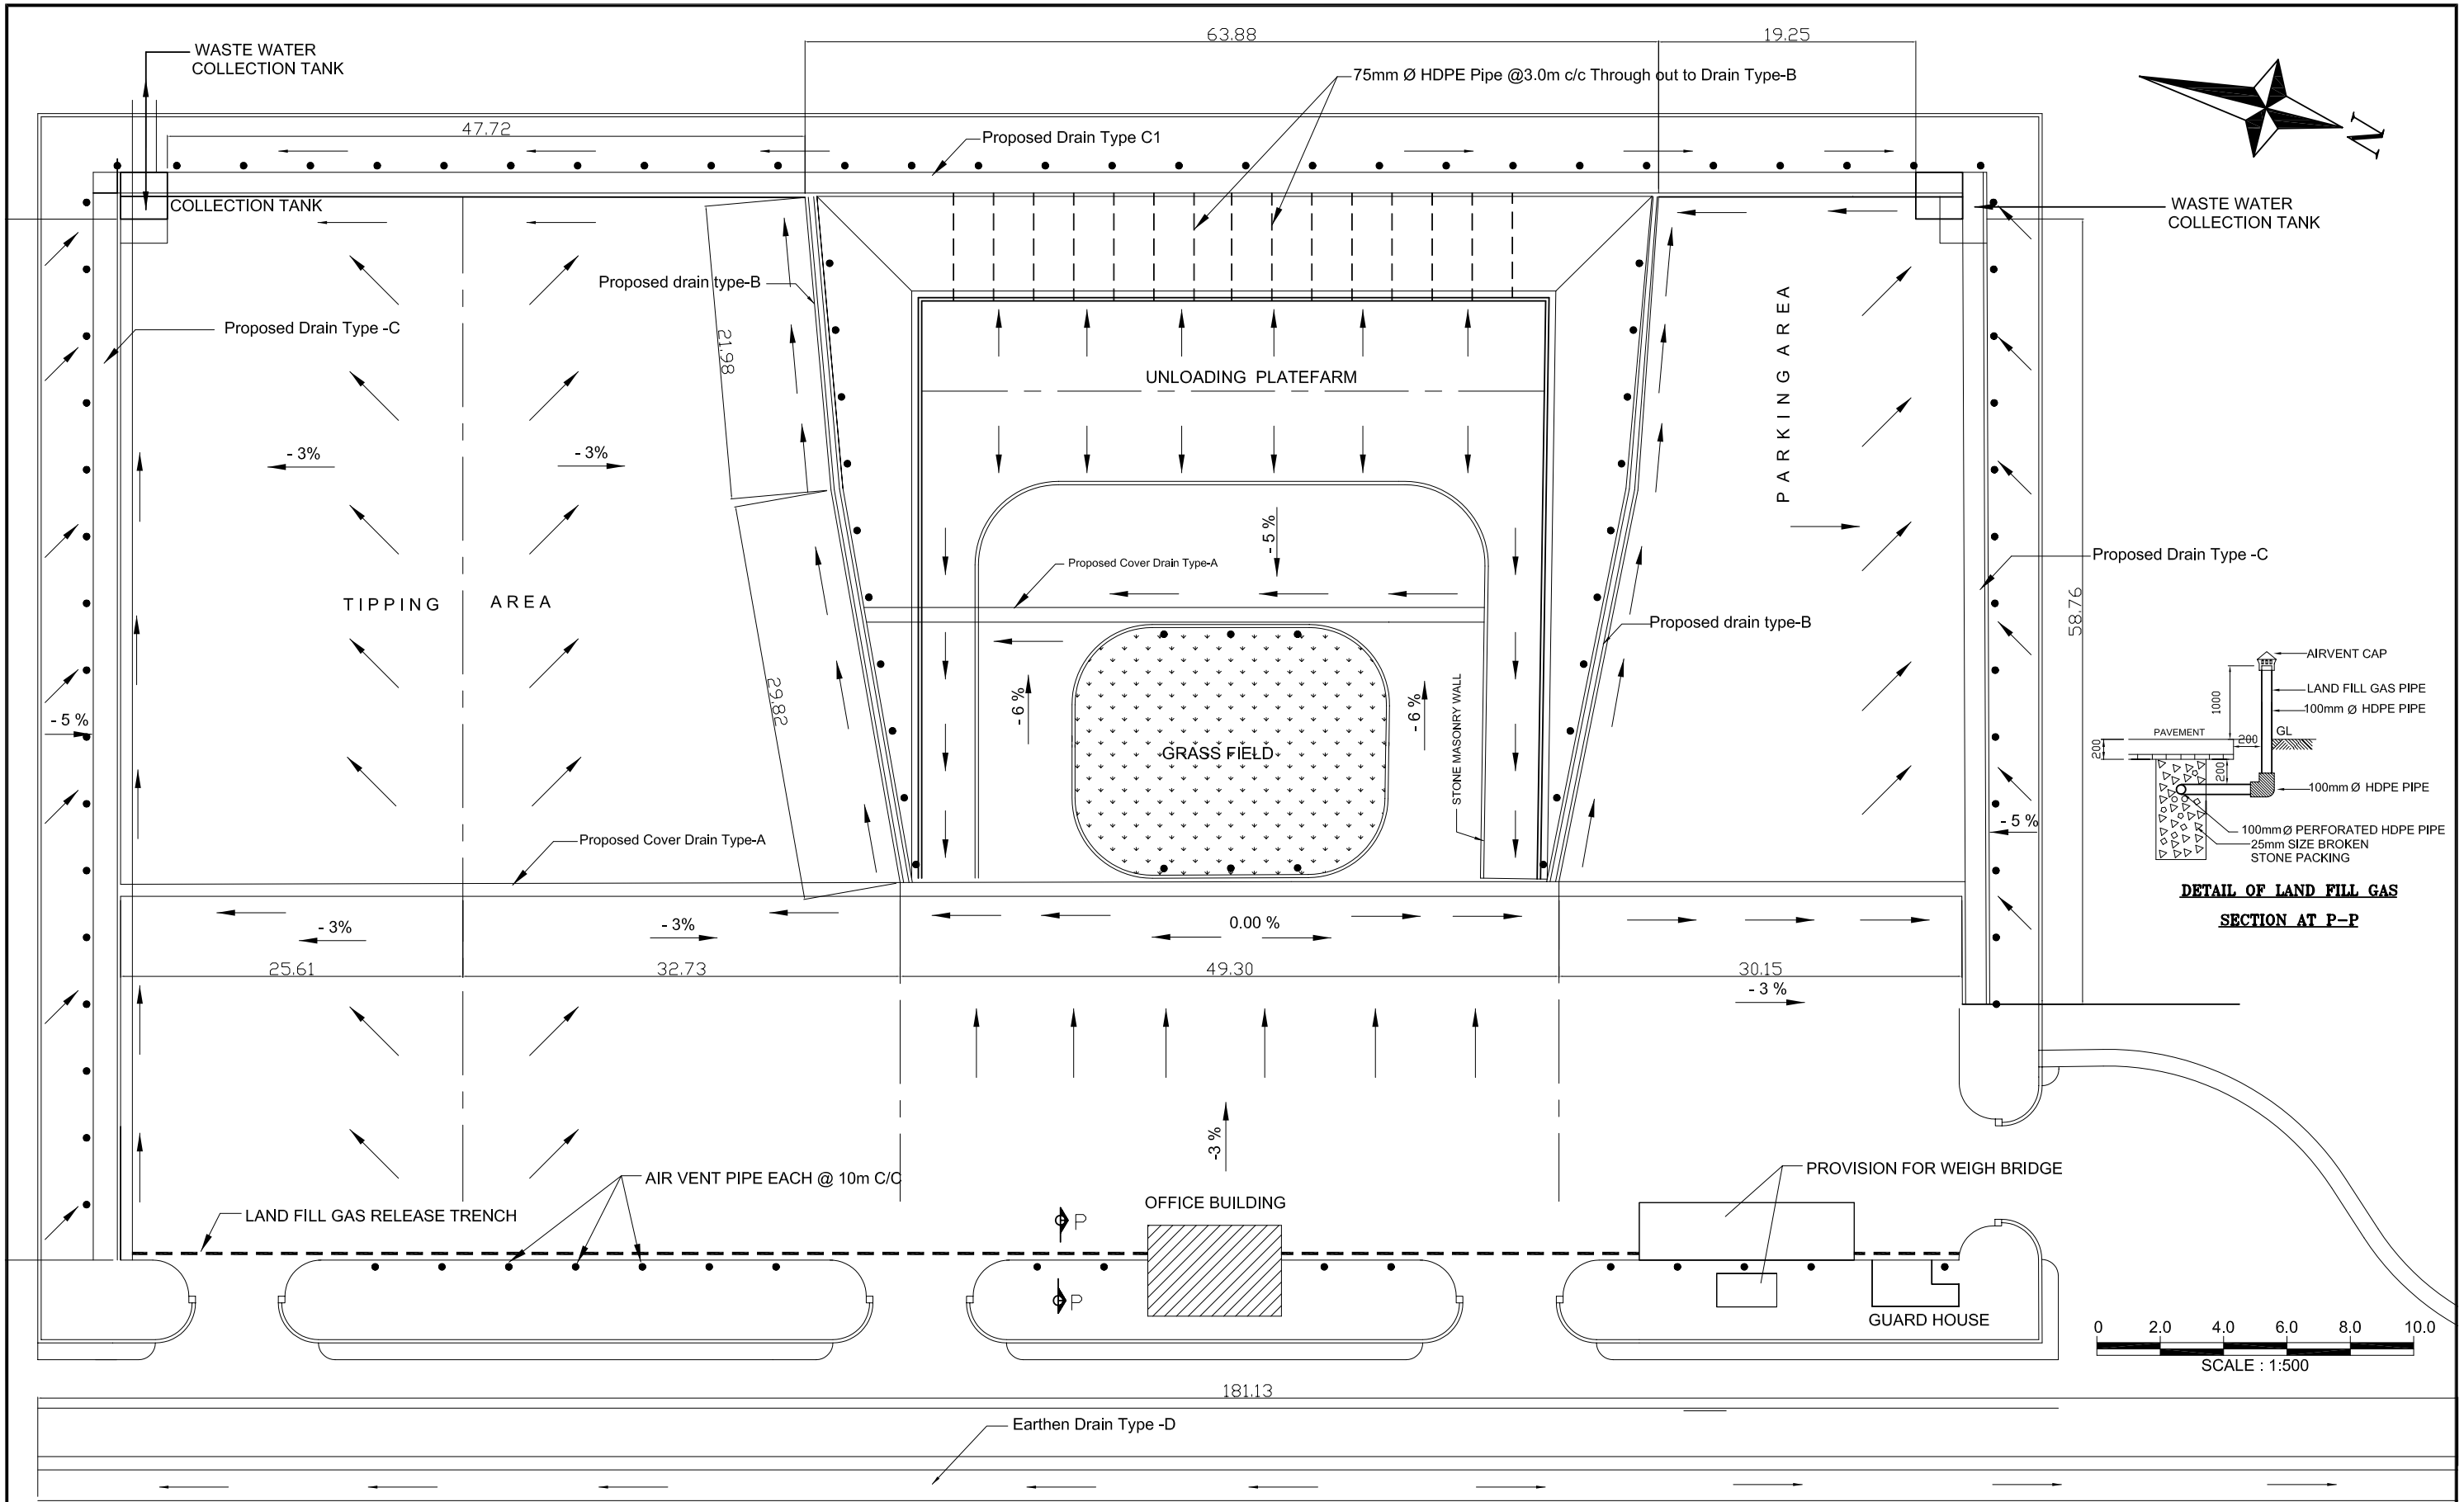 63.88
19.25
WASTE WATER
COLLECTION TANK
75mm Ø HDPE Pipe @3.0m c/c Through out to Drain Type-B
N
47.72
Proposed Drain Type C1
COLLECTION TANK
WASTE WATER
COLLECTION TANK
Proposed drain type-B
PARKING AREA
Proposed Drain Type -C
21.98
UNLOADING PLATEFARM
- 3%
- 3%
- 5 %
Proposed Cover Drain Type-A
Proposed Drain Type -C
TIPPING AREA
58.76
Proposed drain type-B
29.82
- 6 %
- 6 %
STONE MASONRY WALL
- 5 %
GRASS FIELD
AIRVENT CAP
LAND FILL GAS PIPE
100mm Ø HDPE PIPE
1000
PAVEMENT
GL
200
200
200
100mm Ø HDPE PIPE
- 5 %
100mm Ø PERFORATED HDPE PIPE
25mm SIZE BROKEN
STONE PACKING
Proposed Cover Drain Type-A
DETAIL OF LAND FILL GAS
SECTION AT P-P
- 3%
- 3%
0.00 %
25.61
32.73
49.30
30.15
- 3 %
-3 %
AIR VENT PIPE EACH @ 10m C/C
PROVISION FOR WEIGH BRIDGE
OFFICE BUILDING
LAND FILL GAS RELEASE TRENCH
P
P
GUARD HOUSE
0 2.0 4.0 6.0 8.0 10.0
SCALE : 1:500
181.13
Earthen Drain Type -D